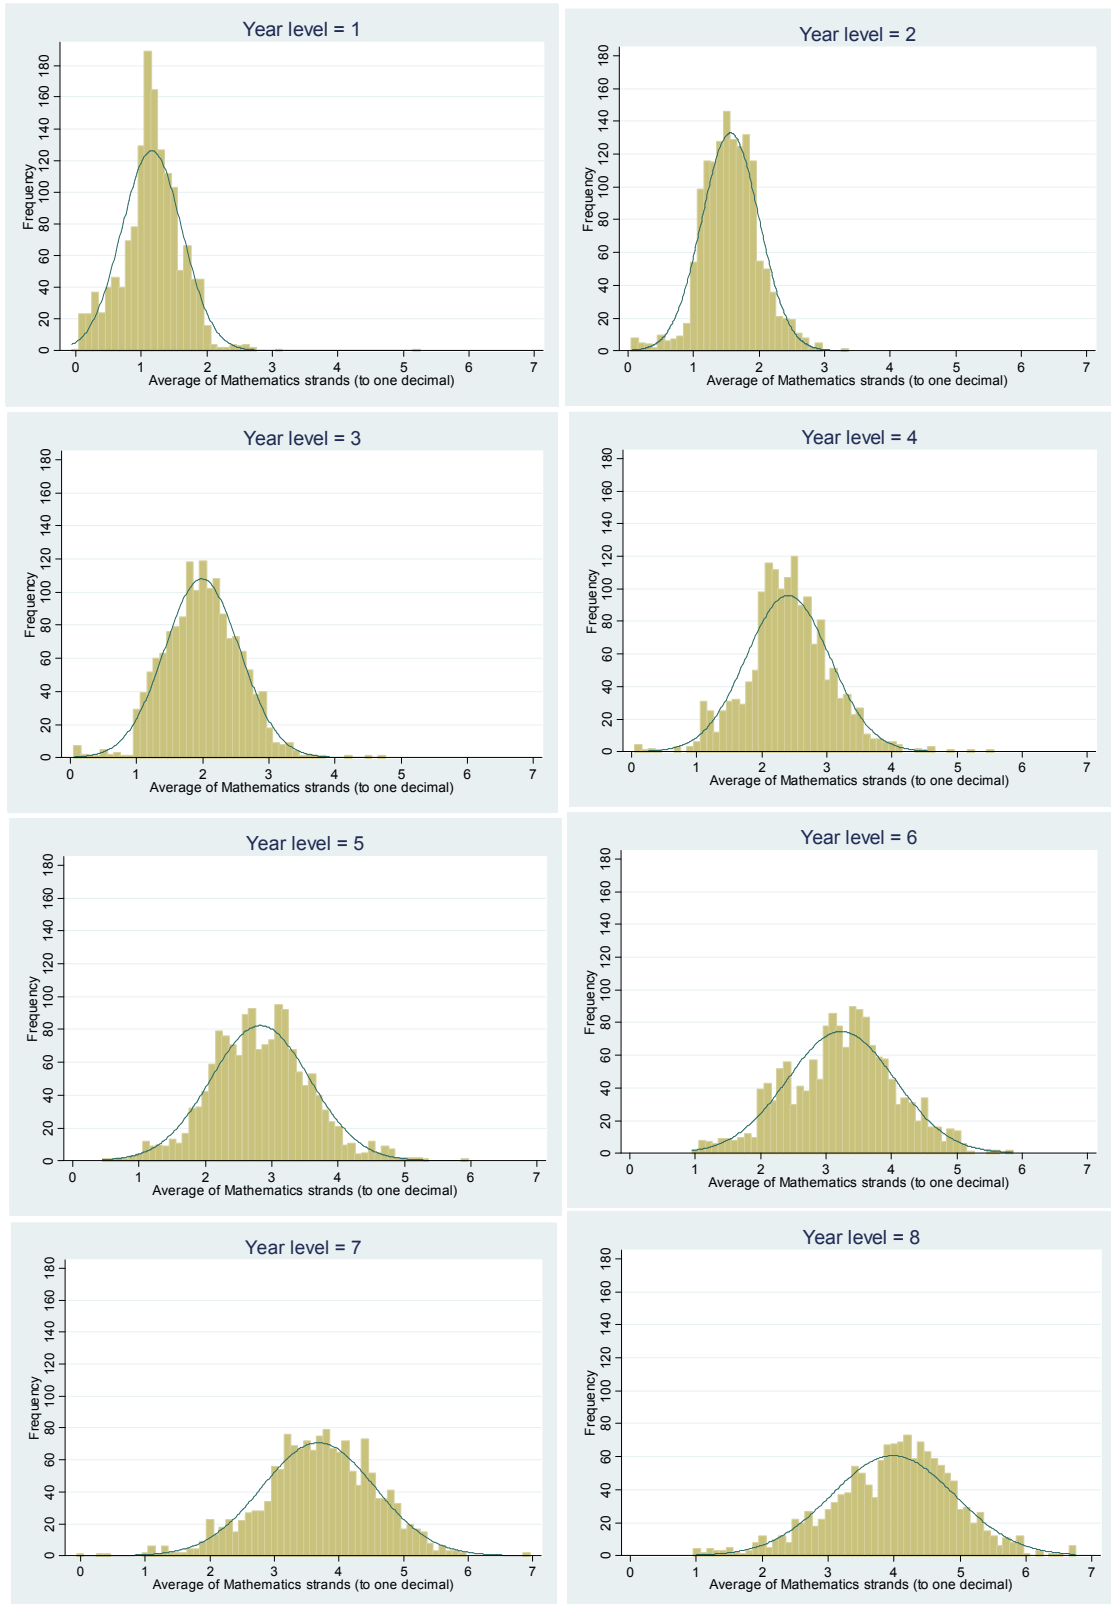 Year level = 1
Frequency
0 20 40 60 80 100 120 140 160 180
0 1 2 3 4 5 6 7
Average of Mathematics strands (to one decimal)
Year level = 2
Frequency
0 20 40 60 80 100 120 140 160 180
0 1 2 3 4 5 6 7
Average of Mathematics strands (to one decimal)
Year level = 3
Frequency
0 20 40 60 80 100 120 140 160 180
0 1 2 3 4 5 6 7
Average of Mathematics strands (to one decimal)
Year level = 4
Frequency
0 20 40 60 80 100 120 140 160 180
0 1 2 3 4 5 6 7
Average of Mathematics strands (to one decimal)
Year level = 5
Frequency
0 20 40 60 80 100 120 140 160 180
0 1 2 3 4 5 6 7
Average of Mathematics strands (to one decimal)
Year level = 6
Frequency
0 20 40 60 80 100 120 140 160 180
0 1 2 3 4 5 6 7
Average of Mathematics strands (to one decimal)
Year level = 7
Frequency
0 20 40 60 80 100 120 140 160 180
0 1 2 3 4 5 6 7
Average of Mathematics strands (to one decimal)
Year level = 8
Frequency
0 20 40 60 80 100 120 140 160 180
0 1 2 3 4 5 6 7
Average of Mathematics strands (to one decimal)